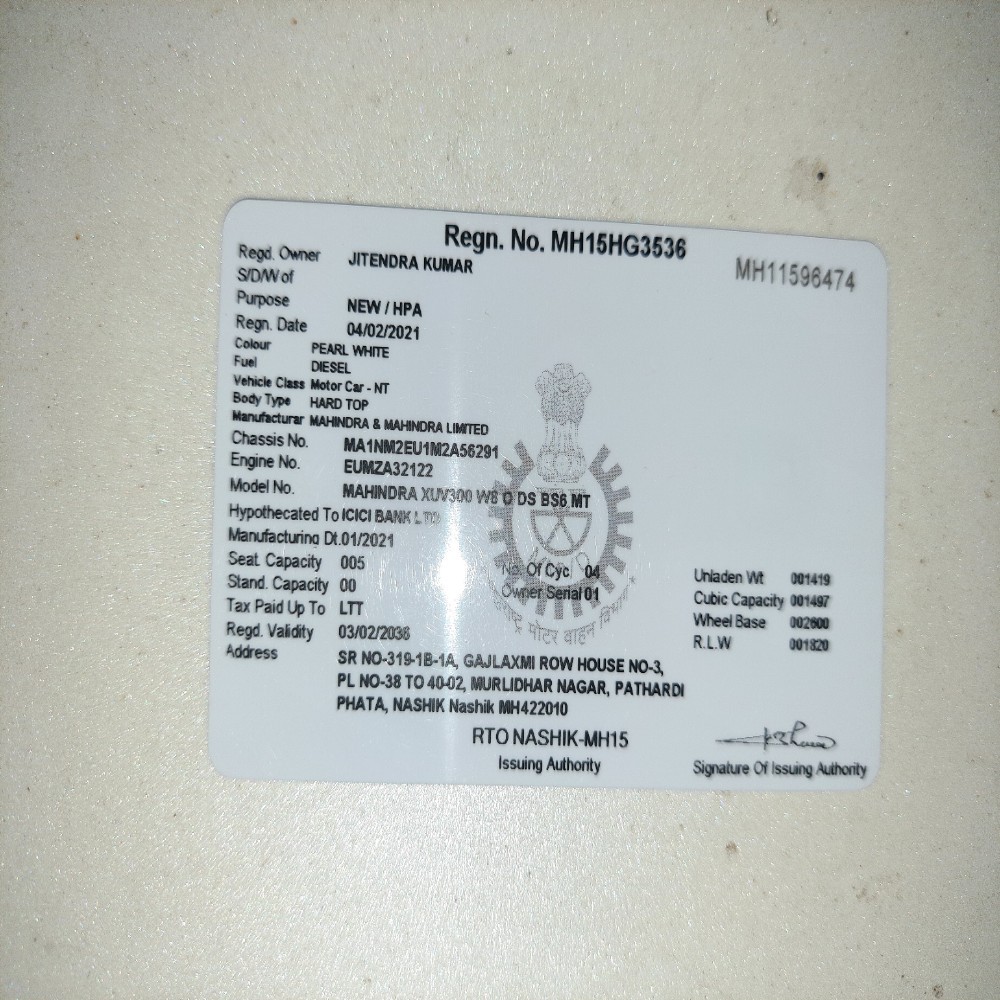 Regn. No. MH15HG3536
MH11596474
Regd. Owner JITENDRA KUMAR
S/D/W of
Purpose NEW / HPA
Regn. Date 04/02/2021
Colour PEARL WHITE
Fuel DIESEL
Vehicle Class Motor Car - NT
Body Type HARD TOP
Manufacturar MAHINDRA & MAHINDRA LIMITED
Chassis No. MA1NM2EU1M2A56291
Engine No. EUMZA32122
Model No. MAHINDRA XUV300 W8 O DS BS6 MT
Hypothecated To ICICI BANK LTD
Manufacturing Dt.01/2021
Seat Capacity 005 No. Of Cyc 04 Unladen Wt 001419
Stand. Capacity 00 Owner Serial 01 Cubic Capacity 001497
Tax Paid Up To LTT Wheel Base 002600
Regd. Validity 03/02/2036 R.L.W 001820
मोटर वाहन
Address SR NO-319-1B-1A, GAJLAXMI ROW HOUSE NO-3,
PL NO-38 TO 40-02, MURLIDHAR NAGAR, PATHARDI
PHATA, NASHIK Nashik MH422010
RTO NASHIK-MH15
Issuing Authority
Signature Of Issuing Authority